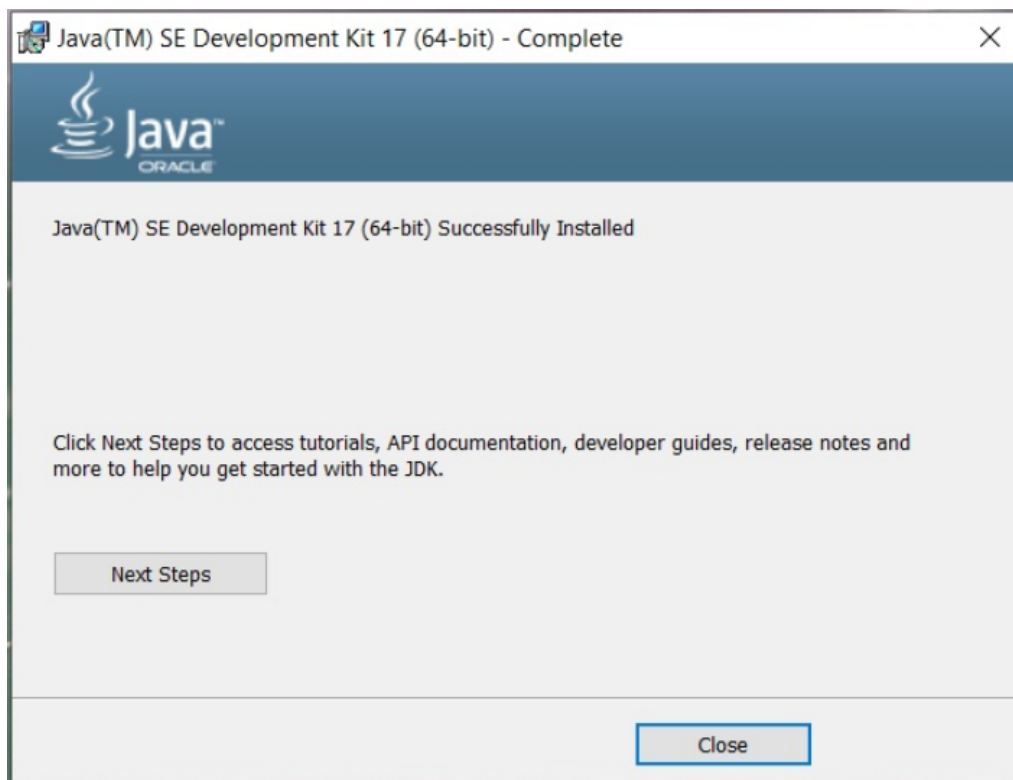 Java(TM) SE Development Kit 17 (64-bit) - Complete
Java™
ORACLE
Java(TM) SE Development Kit 17 (64-bit) Successfully Installed
Click Next Steps to access tutorials, API documentation, developer guides, release notes and
more to help you get started with the JDK.
Next Steps
Close